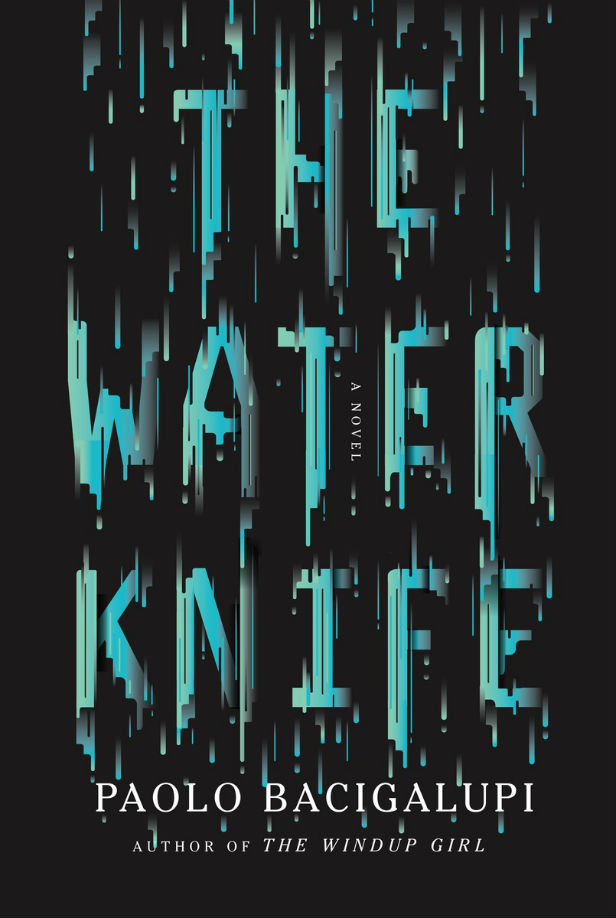 THE
WATER
A NOVEL
KNIFE
PAOLO BACIGALUPI
AUTHOR OF THE WINDUP GIRL